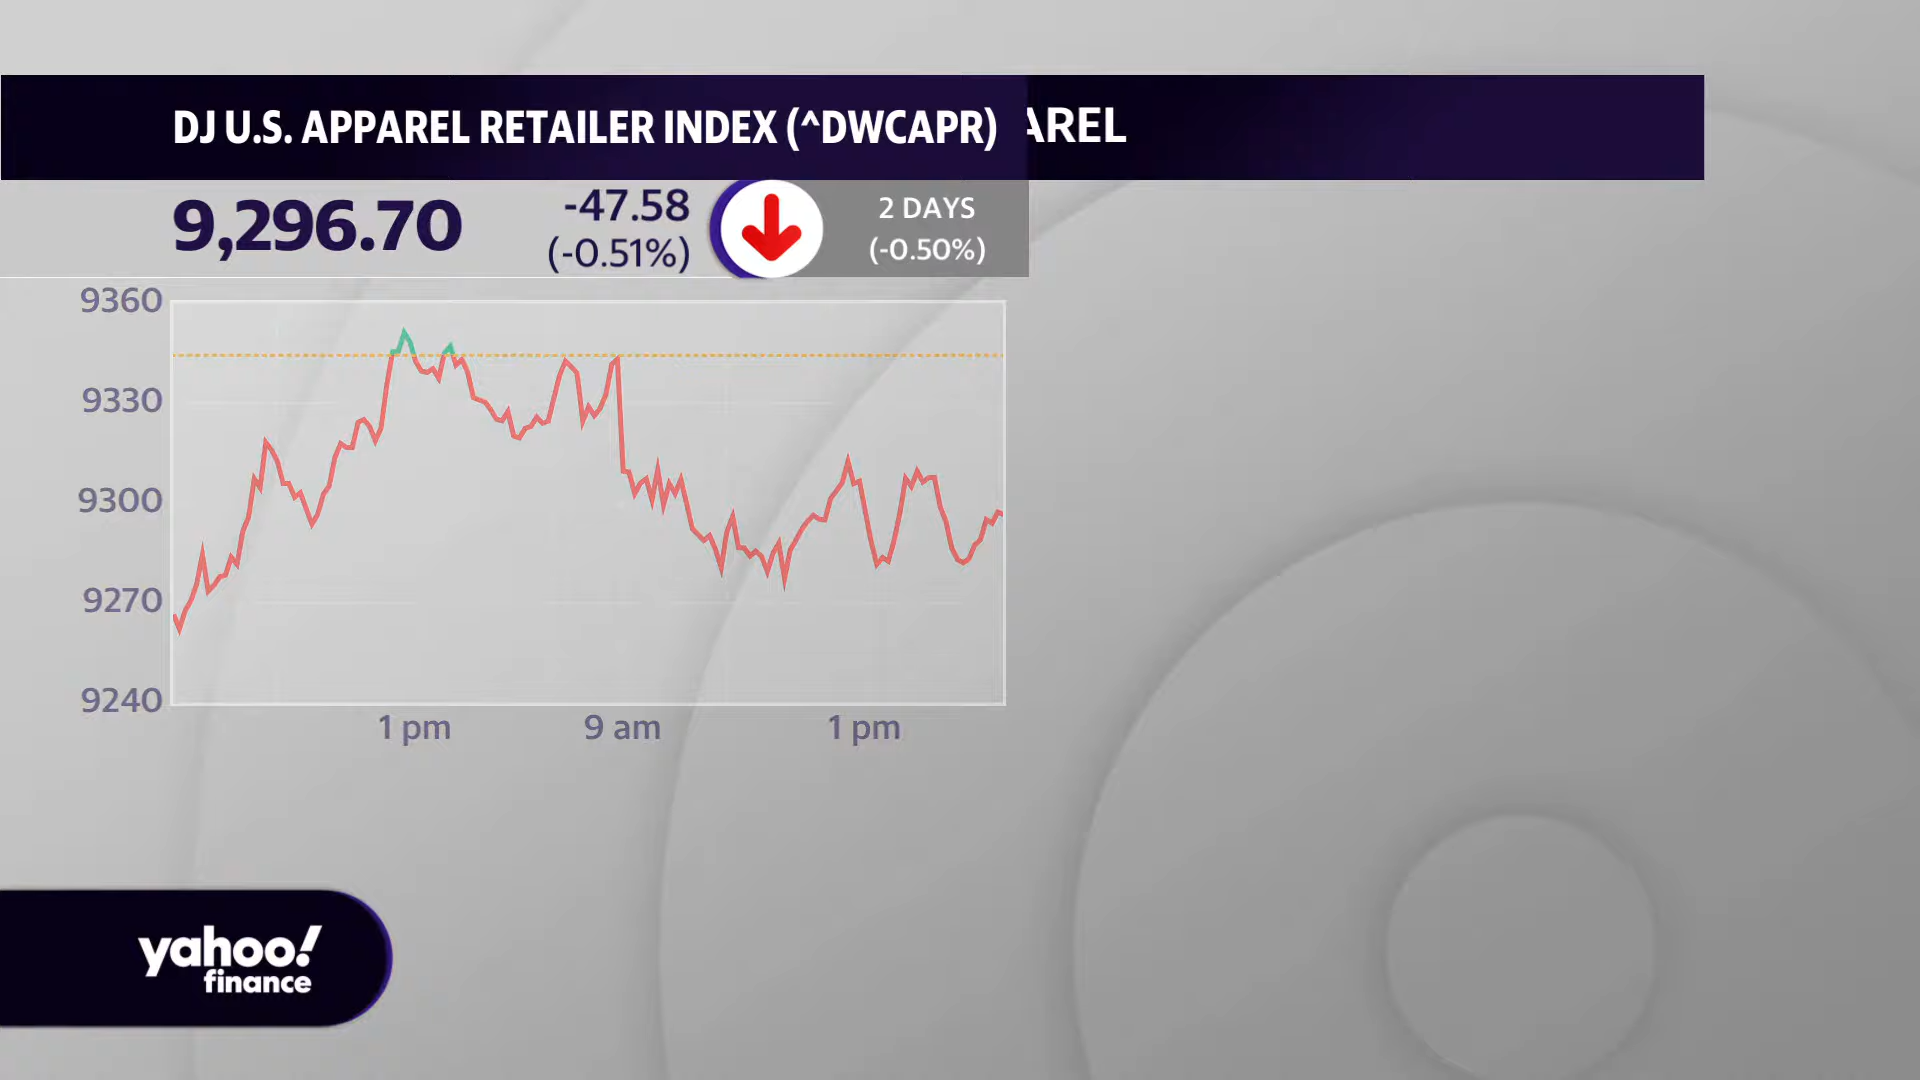 DJ U.S. APPAREL RETAILER INDEX (^DWCAPR) AREL
9,296.70
-47.58
(-0.51%)
2 DAYS
(-0.50%)
9360
9330
9300
9270
9240
1 pm
9 am
1 pm
yahoo!
finance